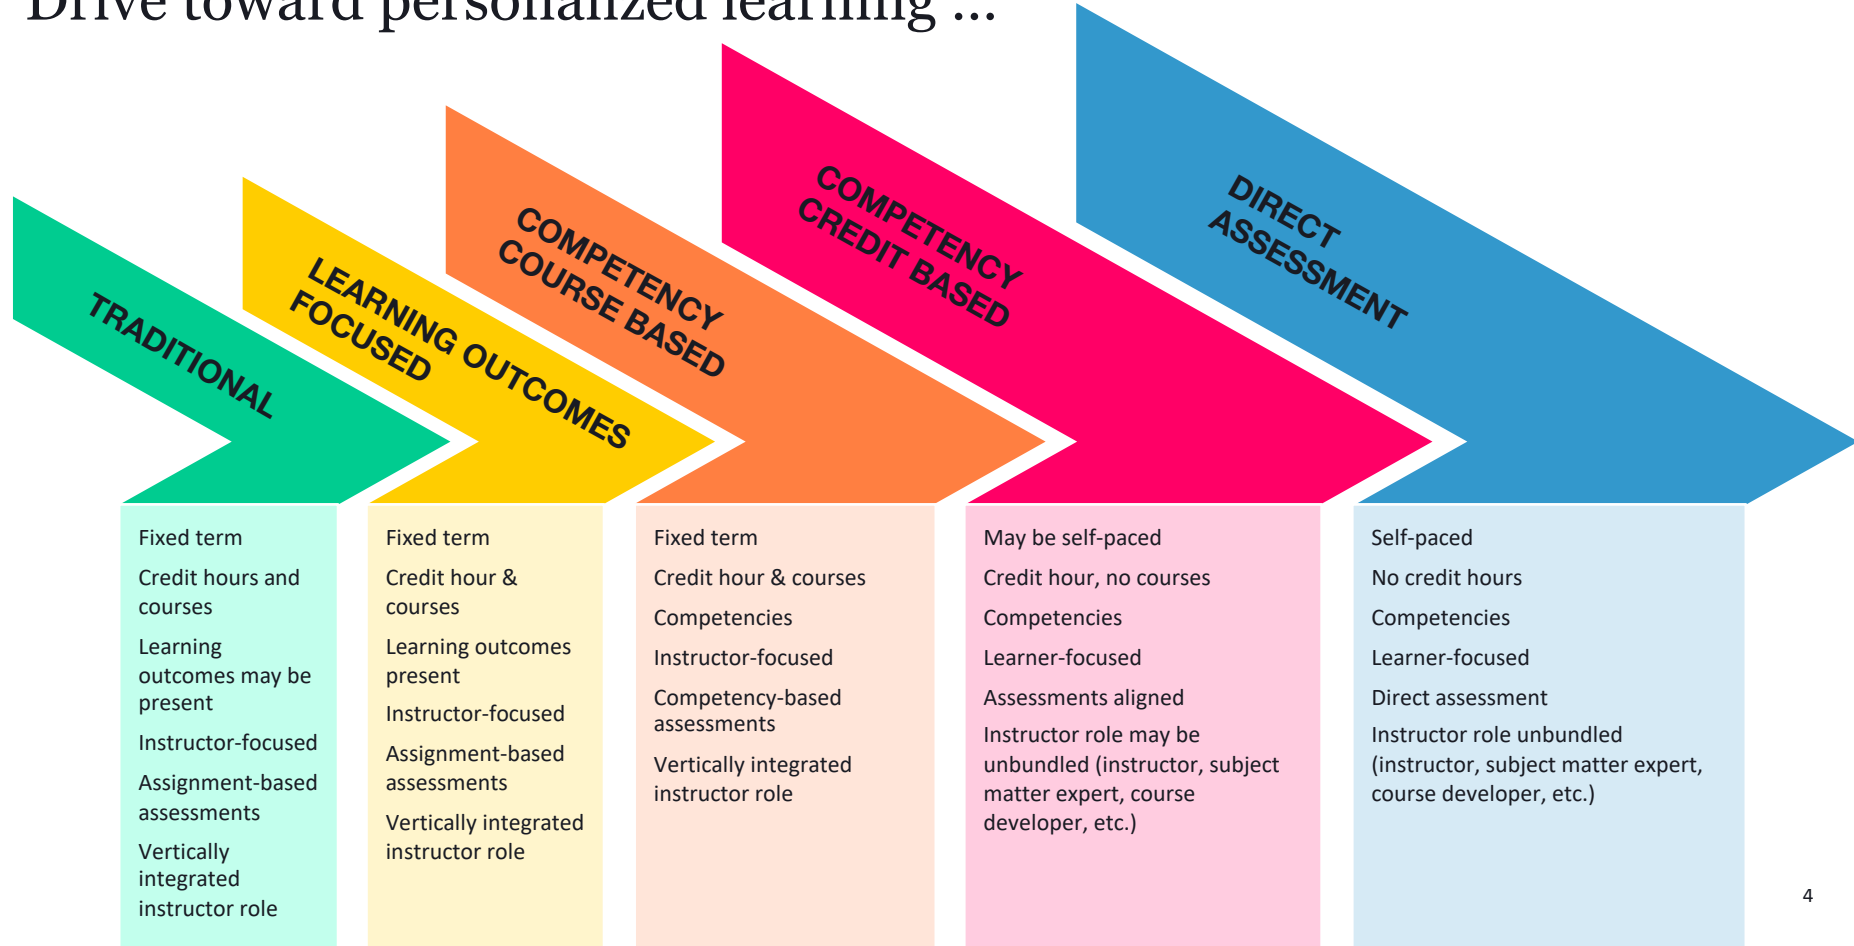 Drive toward personalized learning ...
TRADITIONAL
LEARNING OUTCOMES
FOCUSED
COMPETENCY
COURSE BASED
COMPETENCY
CREDIT BASED
DIRECT
ASSESSMENT
Fixed term
Credit hours and
courses
Learning
outcomes may be
present
Instructor-focused
Assignment-based
assessments
Vertically
integrated
instructor role
Fixed term
Credit hour &
courses
Learning outcomes
present
Instructor-focused
Assignment-based
assessments
Vertically integrated
instructor role
Fixed term
Credit hour & courses
Competencies
Instructor-focused
Competency-based
assessments
Vertically integrated
instructor role
May be self-paced
Credit hour, no courses
Competencies
Learner-focused
Assessments aligned
Instructor role may be
unbundled (instructor, subject
matter expert, course
developer, etc.)
Self-paced
No credit hours
Competencies
Learner-focused
Direct assessment
Instructor role unbundled
(instructor, subject matter expert,
course developer, etc.)
4